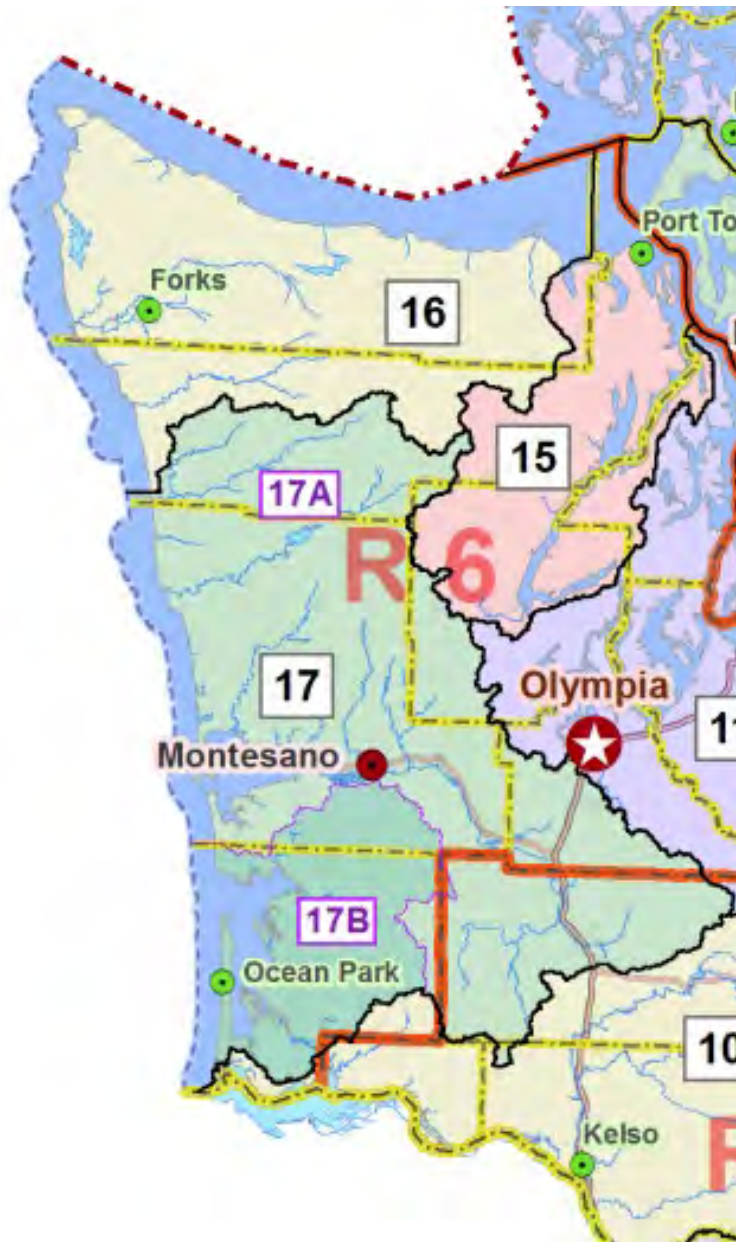 Port To
Forks
16
15
17A
R 6
17
Olympia
11
Montesano
17B
Ocean Park
10
Kelso
R